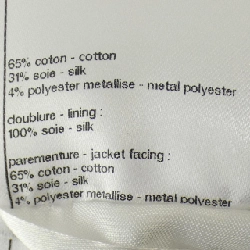 65% coton - cotton
31% soie - silk
4% polyester metallise - metal polyester
doublure - lining :
100% soie - silk
parementure - jacket facing :
65% coton - cotton
31% soie - silk
4% polyester metallise - metal polyester